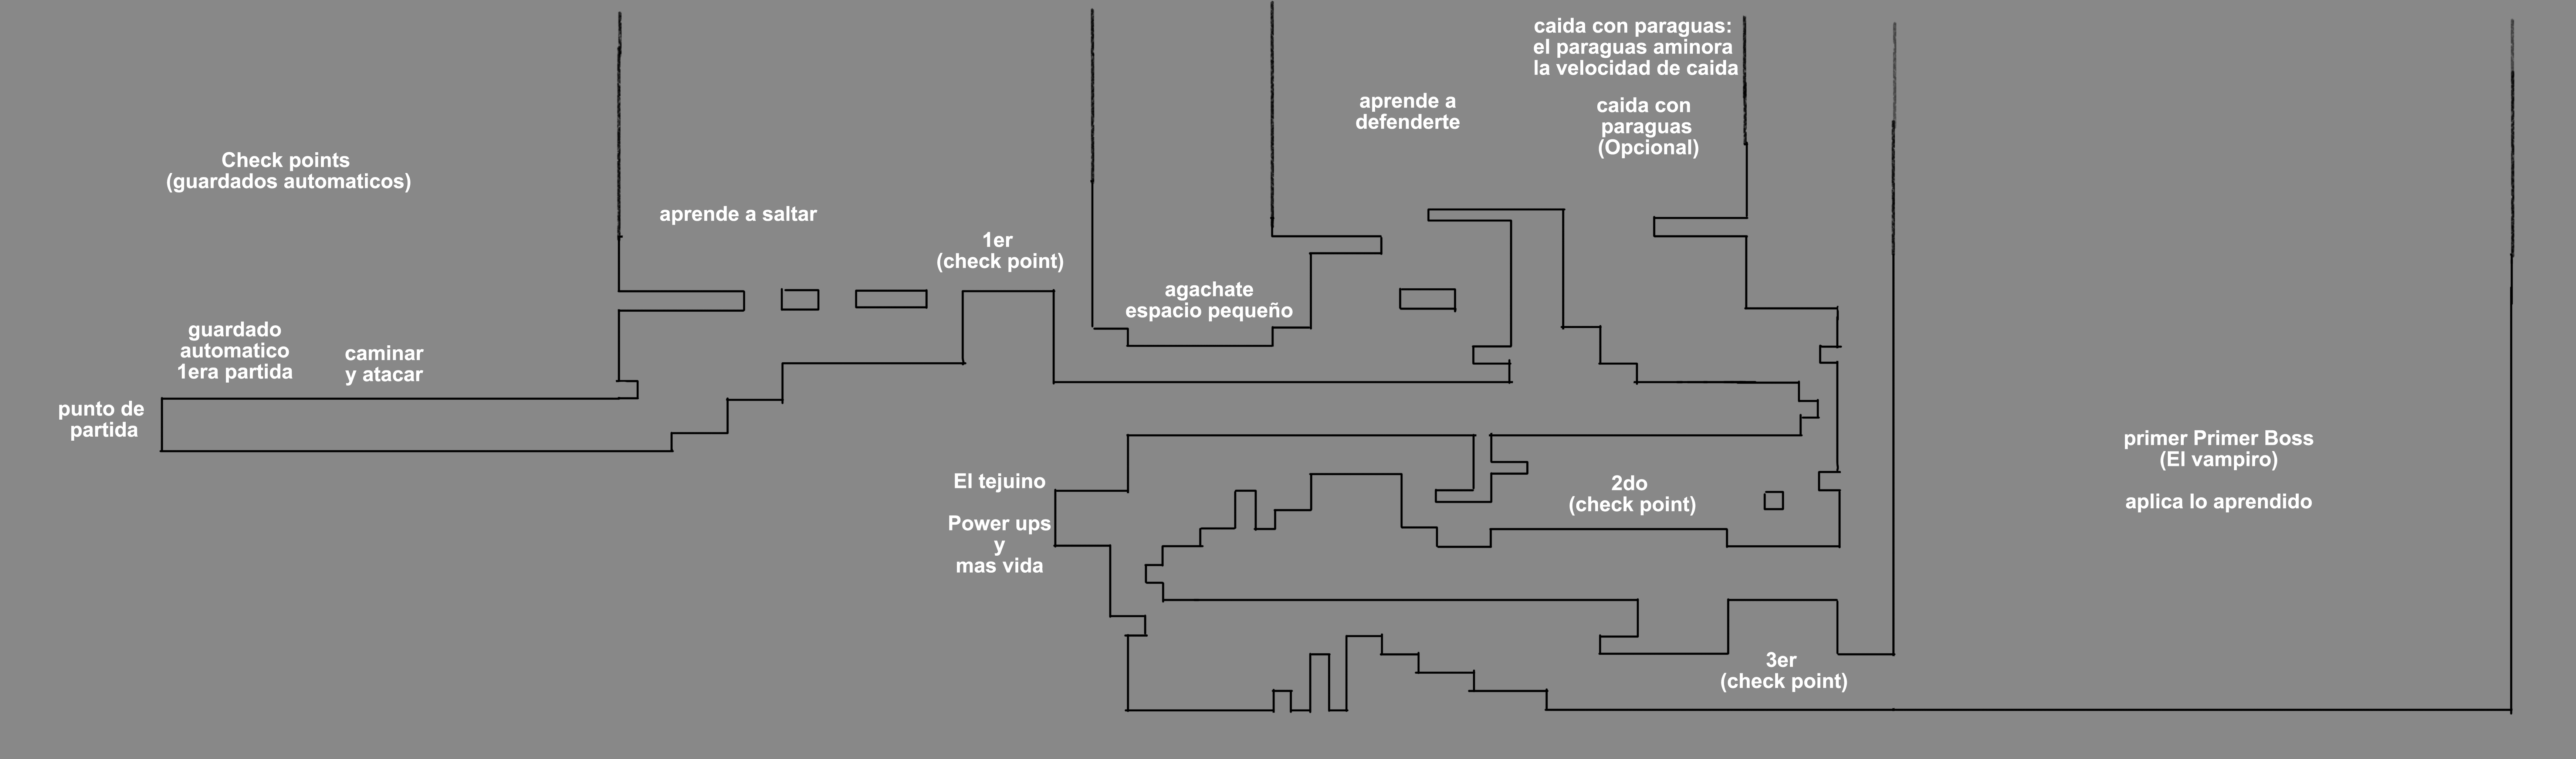 Check points
(guardados automaticos)
guardado
automatico
1era partida
caminar
y atacar
punto de
partida
aprende a saltar
1er
(check point)
agachate
espacio pequeño
aprende a
defenderte
caida con paraguas:
el paraguas aminora
la velocidad de caida
caida con
paraguas
(Opcional)
El tejuino
Power ups
y
mas vida
2do
(check point)
3er
(check point)
primer Primer Boss
(El vampiro)
aplica lo aprendido